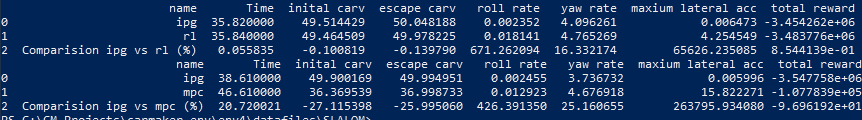 name Time inital carv escape carv roll rate yaw rate maxium lateral acc total reward
0 ipg 35.820000 49.514429 50.048188 0.002352 4.096261 0.006473 -3.454262e+06
1 rl 35.840000 49.464509 49.978225 0.018141 4.765269 4.254549 -3.483776e+06
2 Comparision ipg vs rl (%) 0.055835 -0.100819 -0.139790 671.262094 16.332174 65626.235085 8.544139e-01
name Time inital carv escape carv roll rate yaw rate maxium lateral acc total reward
0 ipg 38.610000 49.900169 49.994951 0.002455 3.736732 0.005996 -3.547758e+06
1 mpc 46.610000 36.369539 36.998733 0.012923 4.676918 15.822271 -1.077839e+05
2 Comparision ipg vs mpc (%) 20.720021 -27.115398 -25.995060 426.391350 25.160655 263795.934080 -9.696192e+01